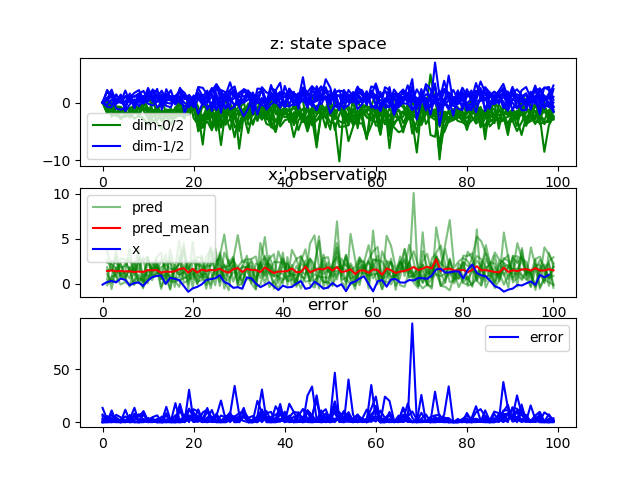 z: state space
0
−10
dim-0/2
dim-1/2
0 20 40 60 80 100
x: observation
10
5
0
pred
pred_mean
x
0 20 40 60 80 100
error
50
0
error
0 20 40 60 80 100